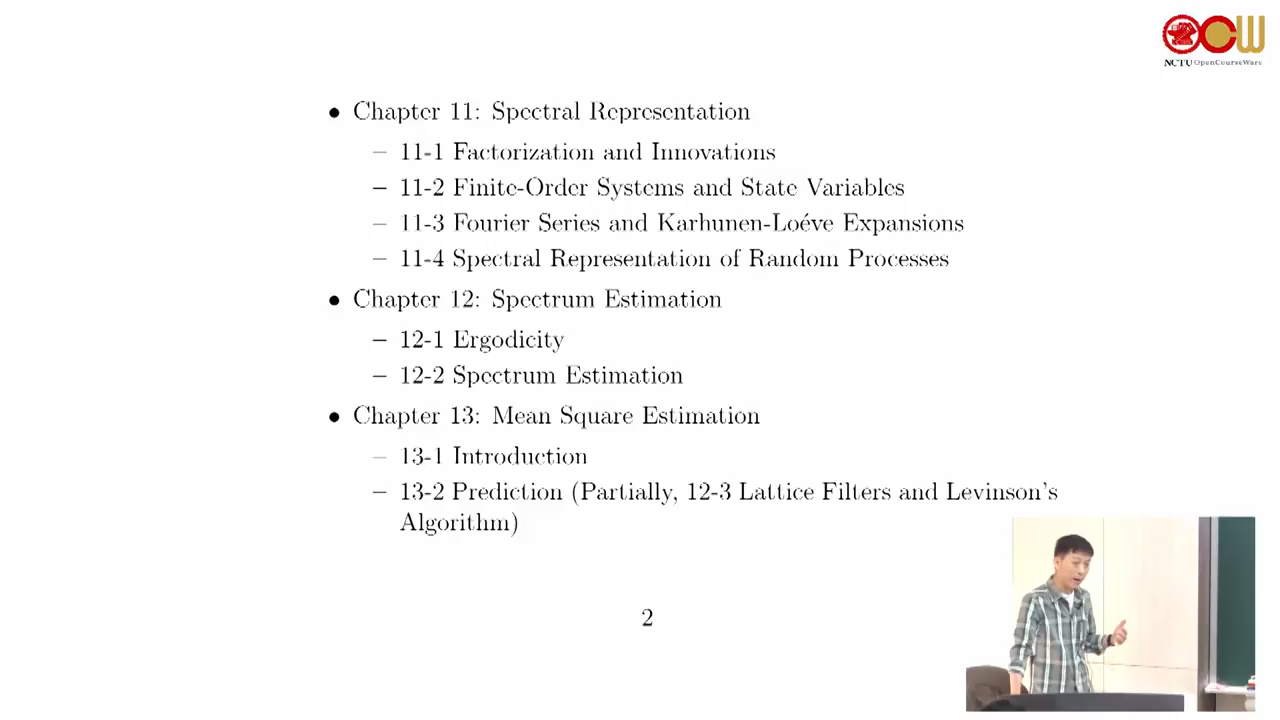 NCTU OpenCourseWare
• Chapter 11: Spectral Representation
– 11-1 Factorization and Innovations
– 11-2 Finite-Order Systems and State Variables
– 11-3 Fourier Series and Karhunen-Loéve Expansions
– 11-4 Spectral Representation of Random Processes
• Chapter 12: Spectrum Estimation
– 12-1 Ergodicity
– 12-2 Spectrum Estimation
• Chapter 13: Mean Square Estimation
– 13-1 Introduction
– 13-2 Prediction (Partially, 12-3 Lattice Filters and Levinson's
Algorithm)
2